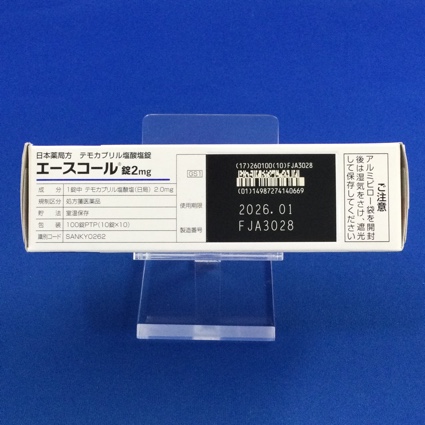 日本薬局方 テモカプリル塩酸塩錠
エースコール®錠2mg
成分 1錠中 テモカプリル塩酸塩(日局) 2.0mg
規制区分 処方箋医薬品
貯法 室温保存
包装 100錠PTP(10錠×10)
識別コード SANKYO262
GS1
使用期限
製造番号
(17)260100(10)FJA3028
(01)14987274140669
2026.01
FJA3028
ご注意
アルミピロー袋を開封
後は湿気をさけ、遮光
して保存してください